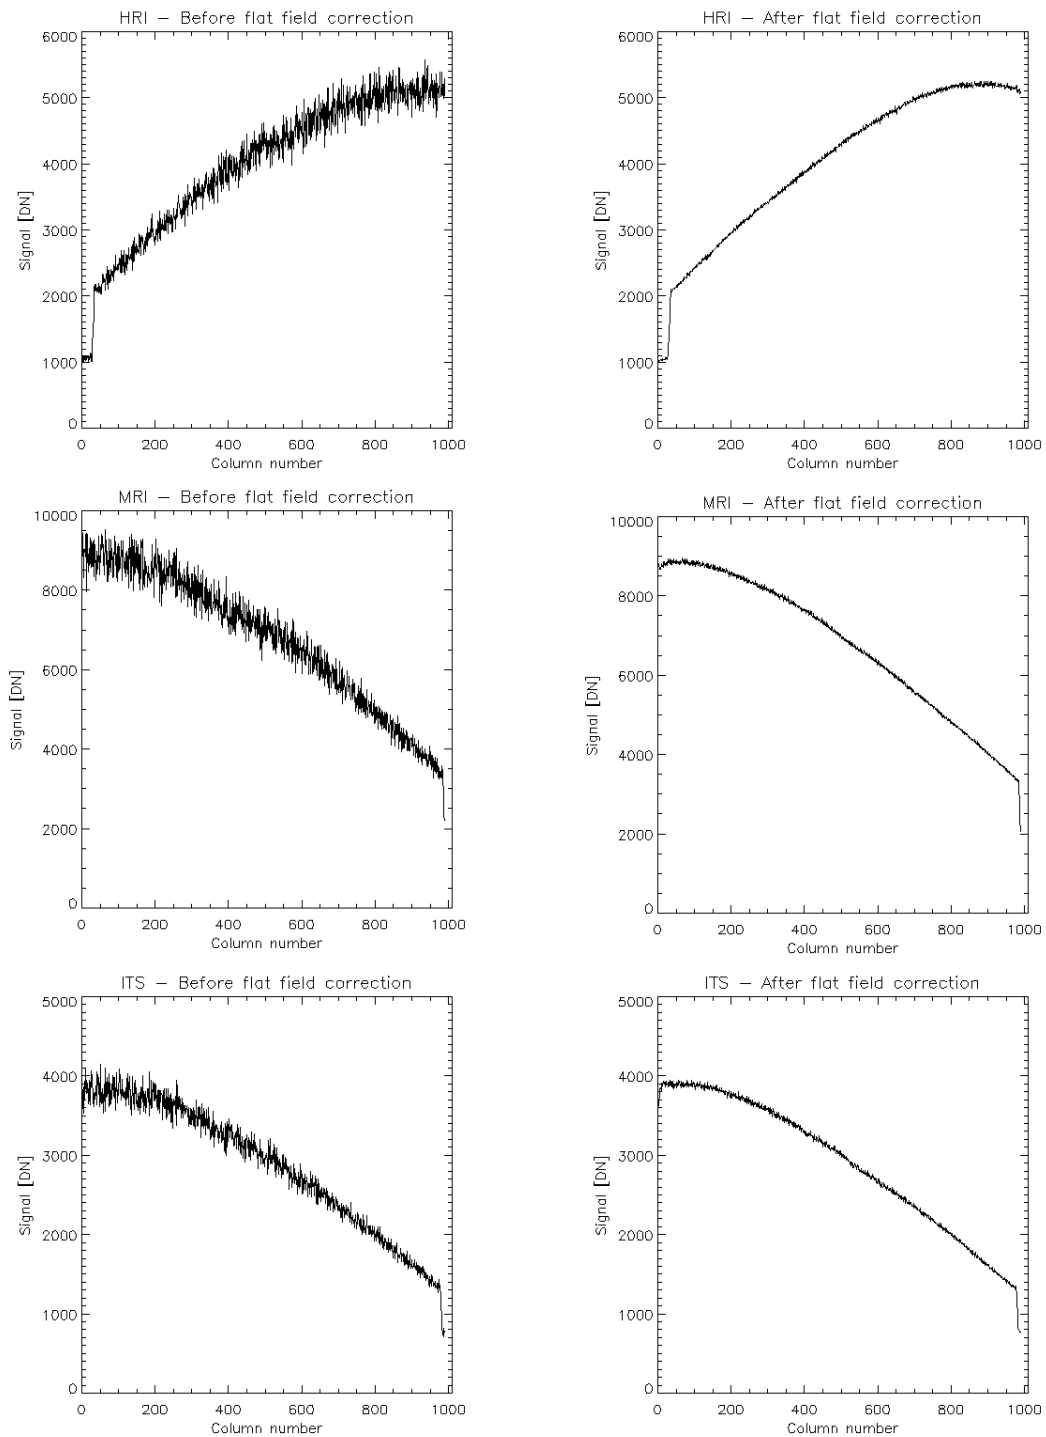 HRI – Before flat field correction
6000
5000
4000
3000
2000
1000
0
Signal [DN]
0 200 400 600 800 1000
Column number
HRI – After flat field correction
6000
5000
4000
3000
2000
1000
0
Signal [DN]
0 200 400 600 800 1000
Column number
MRI – Before flat field correction
10000
8000
6000
4000
2000
0
Signal [DN]
0 200 400 600 800 1000
Column number
MRI – After flat field correction
10000
8000
6000
4000
2000
0
Signal [DN]
0 200 400 600 800 1000
Column number
ITS – Before flat field correction
5000
4000
3000
2000
1000
0
Signal [DN]
0 200 400 600 800 1000
Column number
ITS – After flat field correction
5000
4000
3000
2000
1000
0
Signal [DN]
0 200 400 600 800 1000
Column number